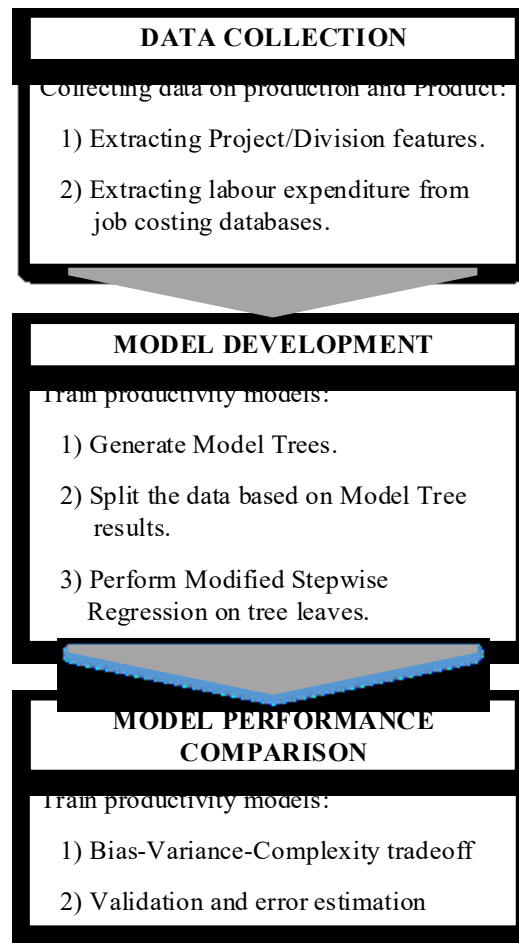 DATA COLLECTION
Collecting data on production and Product:
1) Extracting Project/Division features.
2) Extracting labour expenditure from
job costing databases.
MODEL DEVELOPMENT
Train productivity models:
1) Generate Model Trees.
2) Split the data based on Model Tree
results.
3) Perform Modified Stepwise
Regression on tree leaves.
MODEL PERFORMANCE
COMPARISON
Train productivity models:
1) Bias-Variance-Complexity tradeoff
2) Validation and error estimation